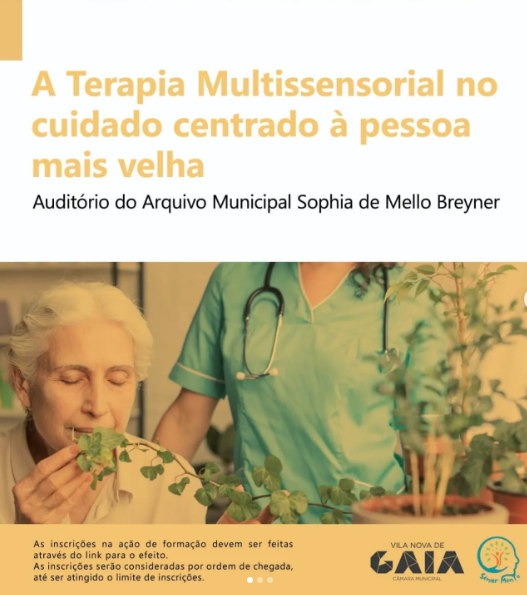 A Terapia Multissensorial no
cuidado centrado à pessoa
mais velha
Auditório do Arquivo Municipal Sophia de Mello Breyner
As inscrições na ação de formação devem ser feitas
através do link para o efeito.
As inscrições serão consideradas por ordem de chegada,
até ser atingido o limite de inscrições.
VILA NOVA DE
GAIA
CÂMARA MUNICIPAL